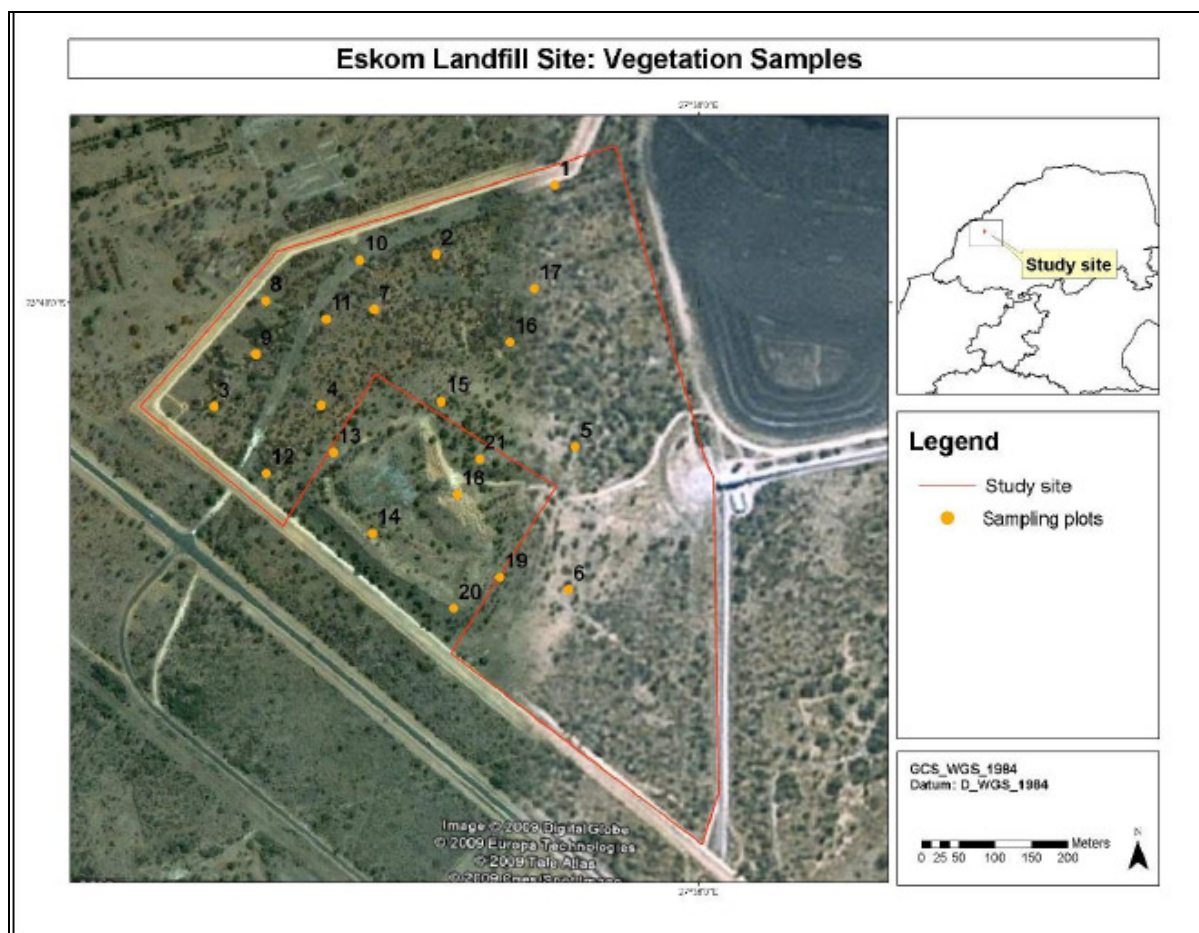 Eskom Landfill Site: Vegetation Samples
1
2
10
17
8
7
11
16
9
3
4
15
13
21
5
12
18
14
19
6
20
Image © 2009 DigitalGlobe
© 2009 Europa Technologies
© 2009 Tele Atlas
Study site
Legend
Study site
Sampling plots
GCS_WGS_1984
Datum: D_WGS_1984
N
Meters
0 25 50 100 150 200